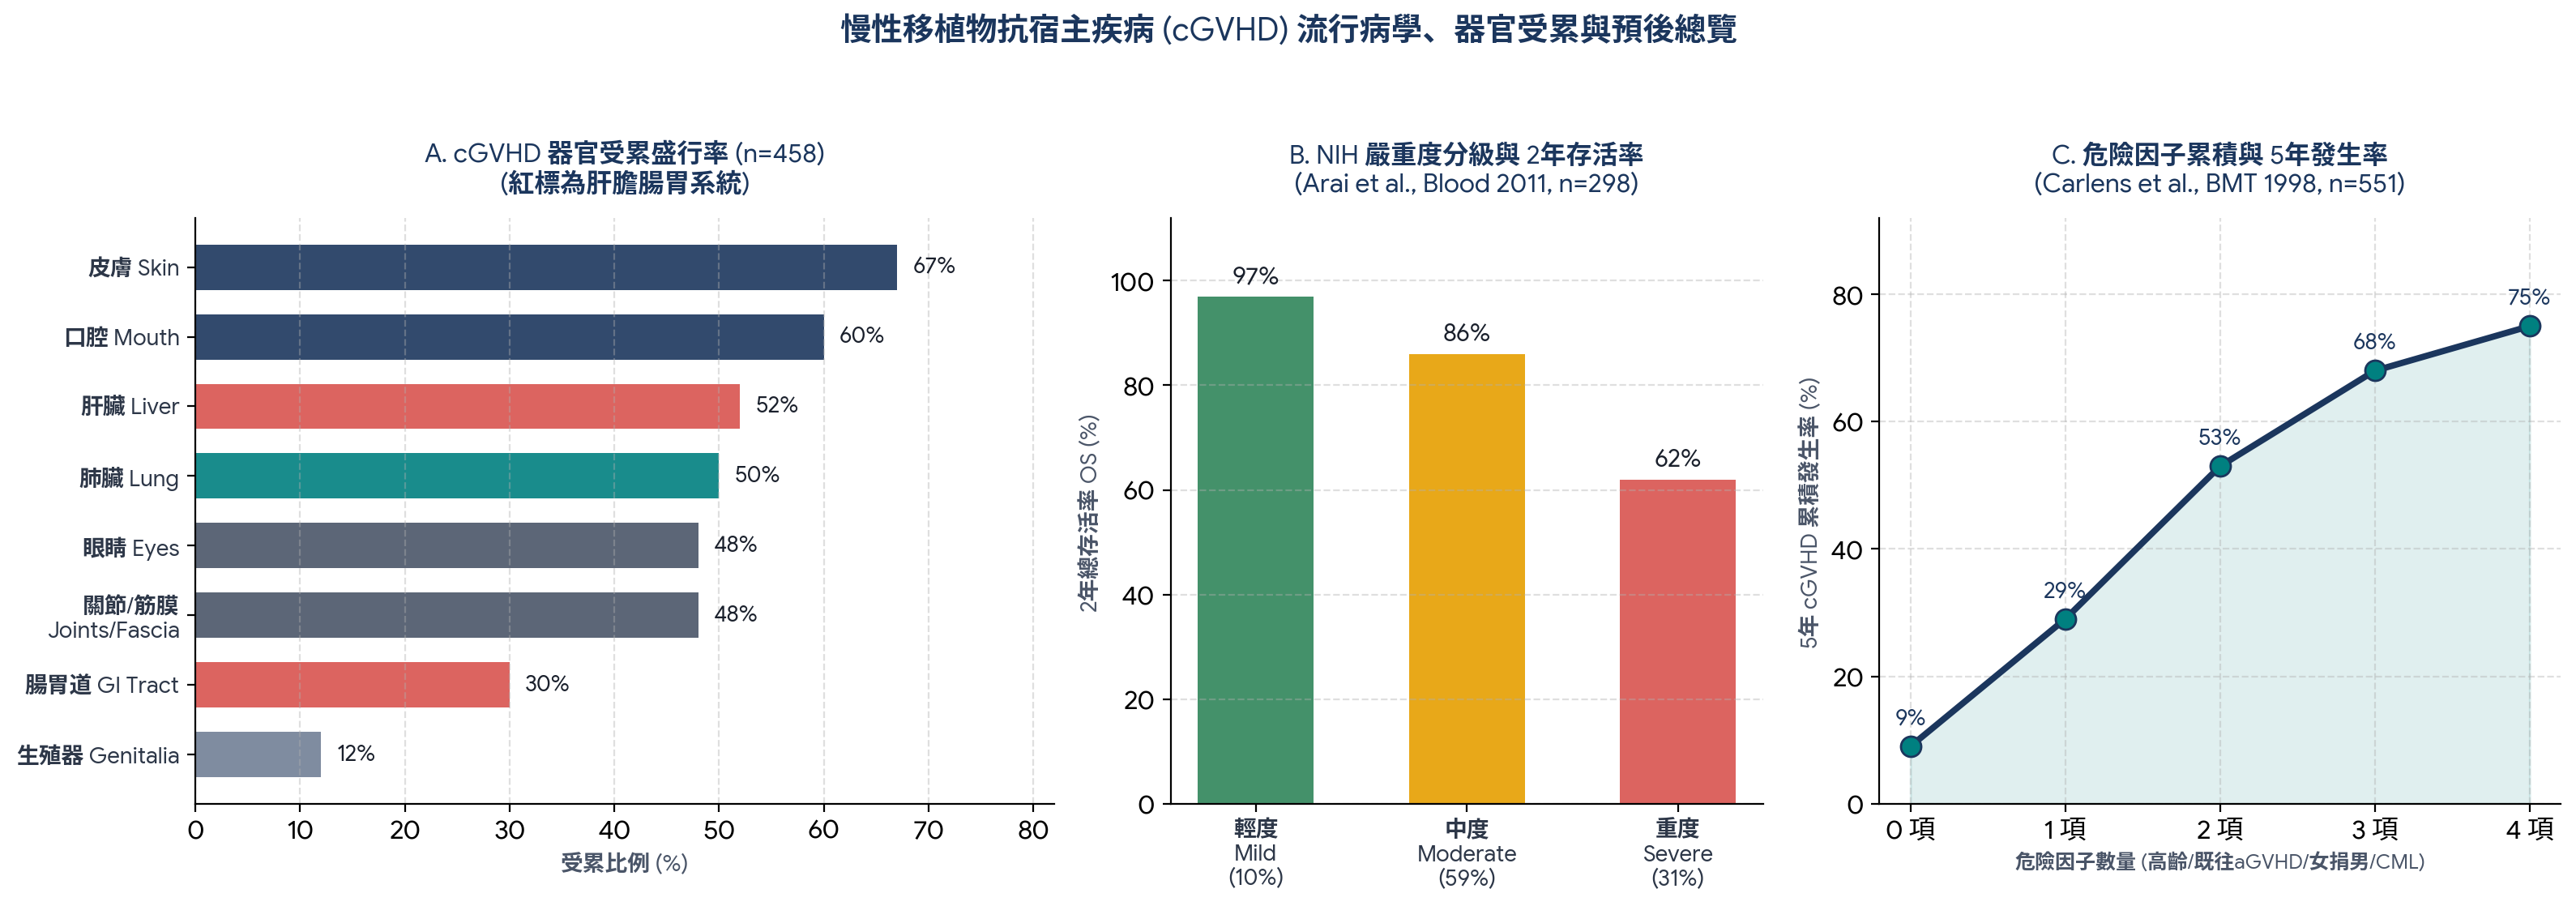 慢性移植物抗宿主疾病 (cGVHD) 流行病學、器官受累與預後總覽
A. cGVHD 器官受累盛行率 (n=458)
(紅標為肝膽腸胃系統)
皮膚 Skin
67%
口腔 Mouth
60%
肝臟 Liver
52%
肺臟 Lung
50%
眼睛 Eyes
48%
關節/筋膜
Joints/Fascia
48%
腸胃道 GI Tract
30%
生殖器 Genitalia
12%
0 10 20 30 40 50 60 70 80
受累比例 (%)
B. NIH 嚴重度分級與 2年存活率
(Arai et al., Blood 2011, n=298)
2年總存活率 OS (%)
100
80
60
40
20
0
97%
86%
62%
輕度
Mild
(10%)
中度
Moderate
(59%)
重度
Severe
(31%)
C. 危險因子累積與 5年發生率
(Carlens et al., BMT 1998, n=551)
5年 cGVHD 累積發生率 (%)
80
60
40
20
0
9%
29%
53%
68%
75%
0 項 1 項 2 項 3 項 4 項
危險因子數量 (高齡/既往aGVHD/女捐男/CML)